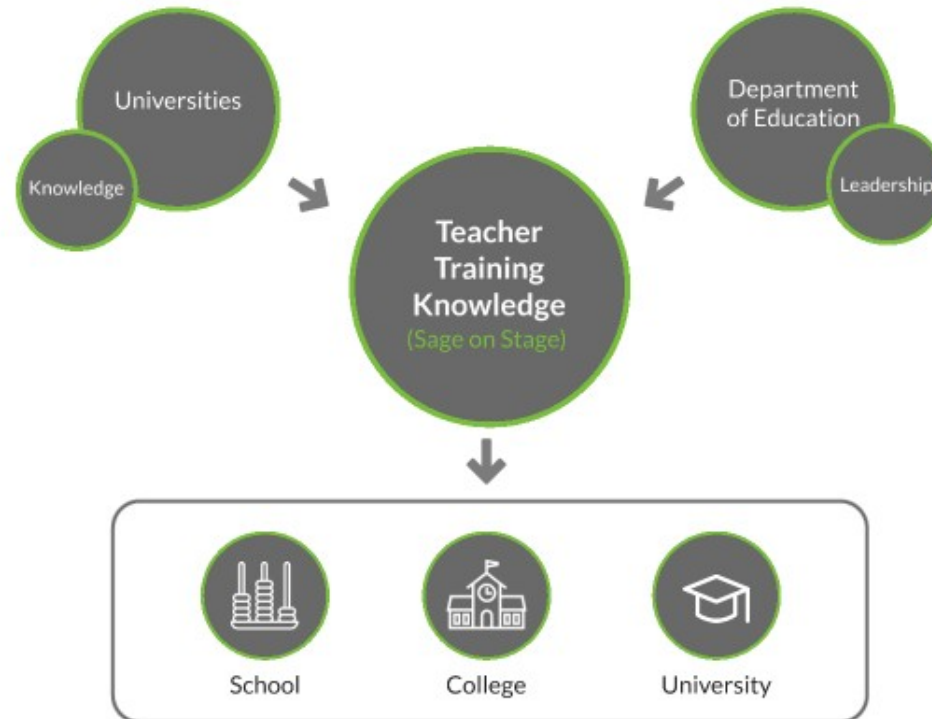 Universities
Knowledge
Department
of Education
Leadership
Teacher
Training
Knowledge
(Sage on Stage)
School
College
University